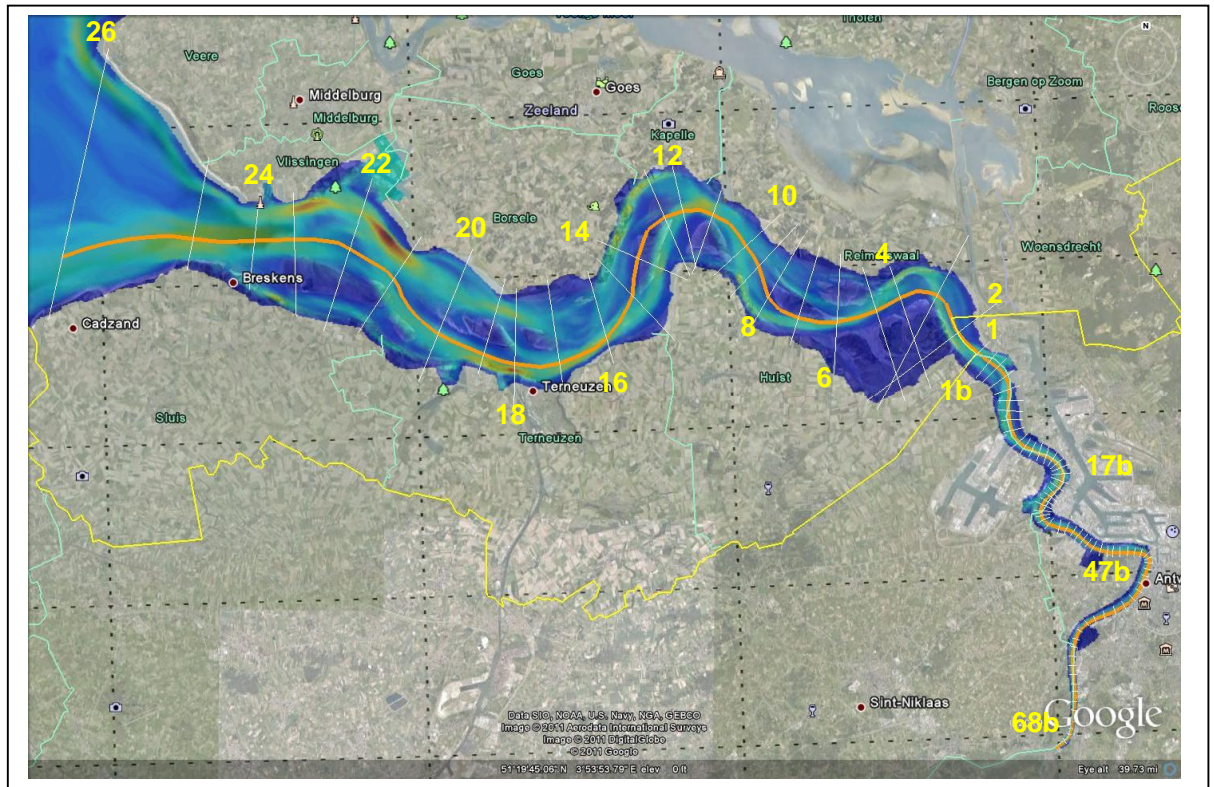 Tholen
26
Veere
Goes
Goes
Bergen op Zoom
Middelburg
Zeeland
Middelburg
Kapelle
12
Vlissingen
22
24
10
Borsele
14
20
4
Reimerswaal
Woensdrecht
Breskens
2
Cadzand
8
1
Hulst
6
16
1b
Terneuzen
18
Sluis
Terneuzen
17b
47b
Sint-Niklaas
68b
Google
Data SIO, NOAA, U.S. Navy, NGA, GEBCO
Image © 2011 Aerodata International Surveys
Image © 2011 DigitalGlobe
© 2011 Google
51°19'45.06" N 3°53'53.79" E elev 0 ft
Eye alt 39.73 mi